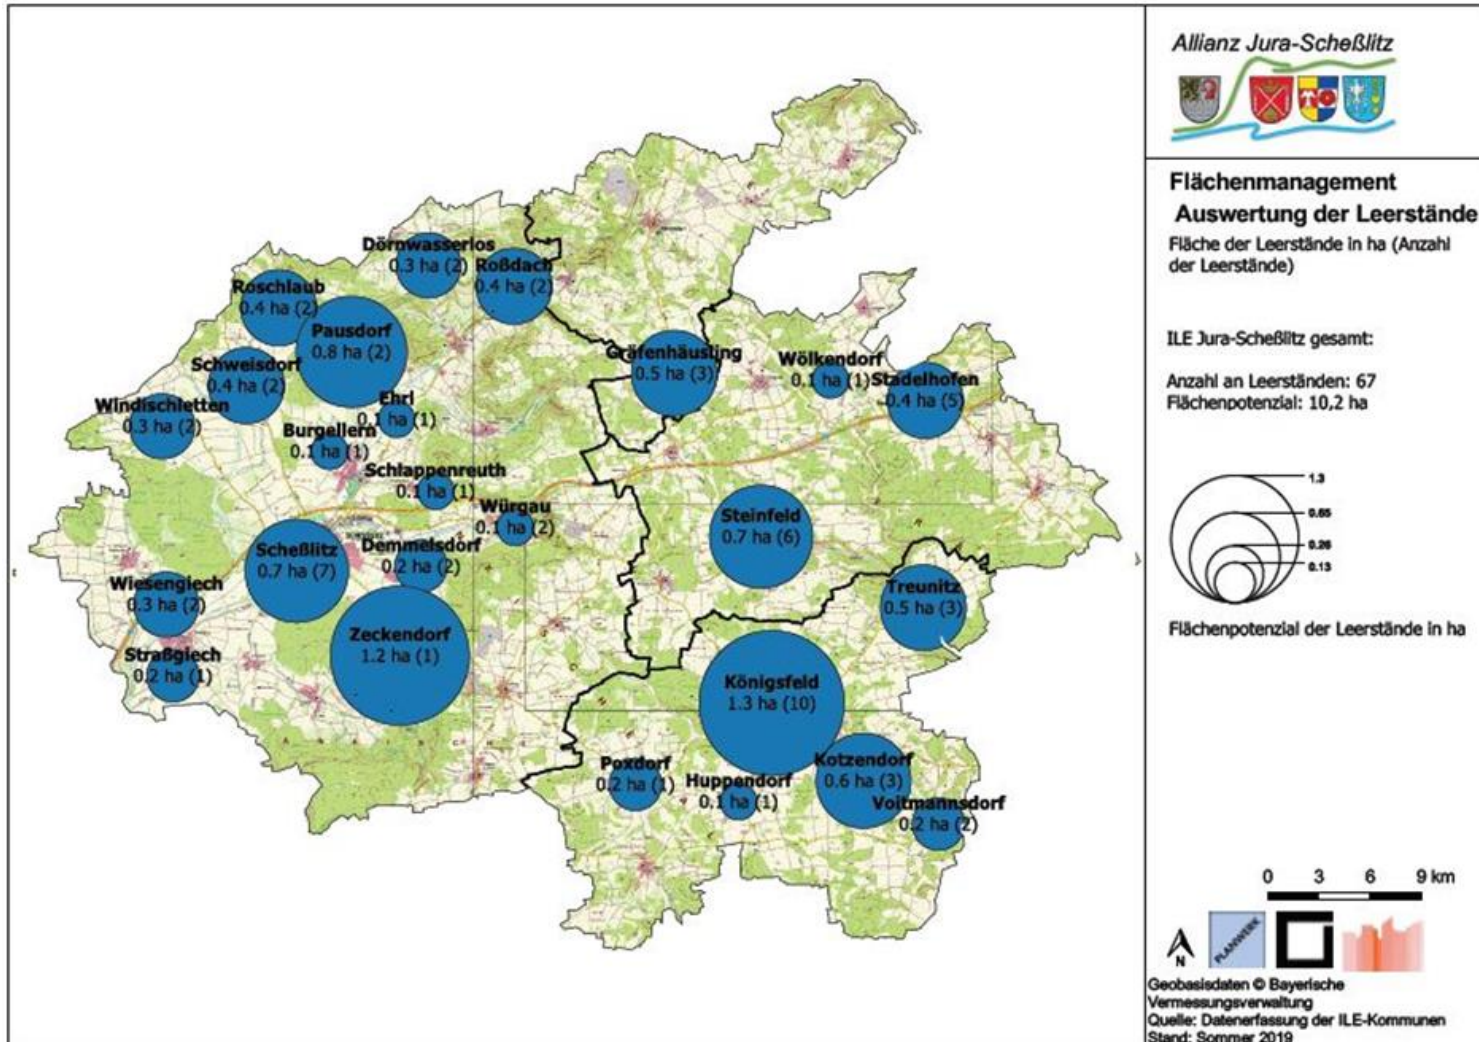 Allianz Jura-Scheßlitz
Flächenmanagement
Auswertung der Leerstände
Fläche der Leerstände in ha (Anzahl
der Leerstände)
ILE Jura-Scheßlitz gesamt:
Anzahl an Leerständen: 67
Flächenpotenzial: 10,2 ha
1.3
0.65
0.26
0.13
Flächenpotenzial der Leerstände in ha
0 3 6 9 km
N
PLANWERK
Geobasisdaten © Bayerische
Vermessungsverwaltung
Quelle: Datenerfassung der ILE-Kommunen
Stand: Sommer 2019
Dörnwasserlos
0.3 ha (2)
Roßdach
0.4 ha (2)
Roschlaub
0.4 ha (2)
Pausdorf
0.8 ha (2)
Gräfenhäusling
0.5 ha (3)
Wölkendorf
0.1 ha (1)
Stadelhofen
0.4 ha (5)
Schweisdorf
0.4 ha (2)
Windischletten
0.3 ha (2)
Ehrl
0.1 ha (1)
Burgellern
0.1 ha (1)
Schlappenreuth
0.1 ha (1)
Würgau
0.1 ha (2)
Steinfeld
0.7 ha (6)
Scheßlitz
0.7 ha (7)
Demmelsdorf
0.2 ha (2)
Wiesengiech
0.3 ha (2)
Treunitz
0.5 ha (3)
Zeckendorf
1.2 ha (1)
Straßgiech
0.2 ha (1)
Königsfeld
1.3 ha (10)
Poxdorf
0.2 ha (1)
Huppendorf
0.1 ha (1)
Kotzendorf
0.6 ha (3)
Voitmannsdorf
0.2 ha (2)